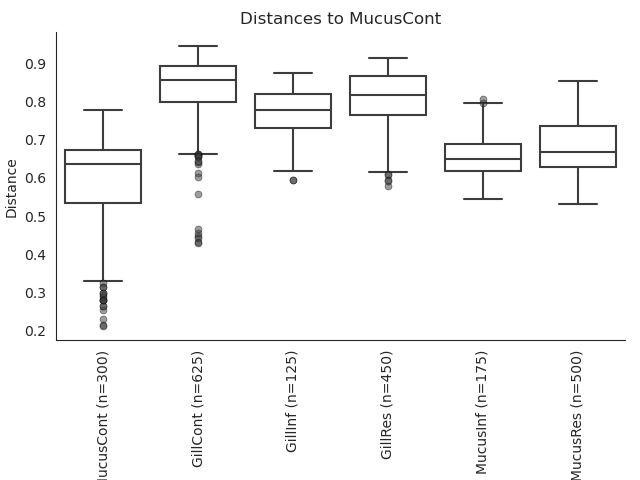 Distances to MucusCont
Distance
0.9
0.8
0.7
0.6
0.5
0.4
0.3
0.2
MucusCont (n=300)
GillCont (n=625)
GillInf (n=125)
GillRes (n=450)
MucusInf (n=175)
MucusRes (n=500)